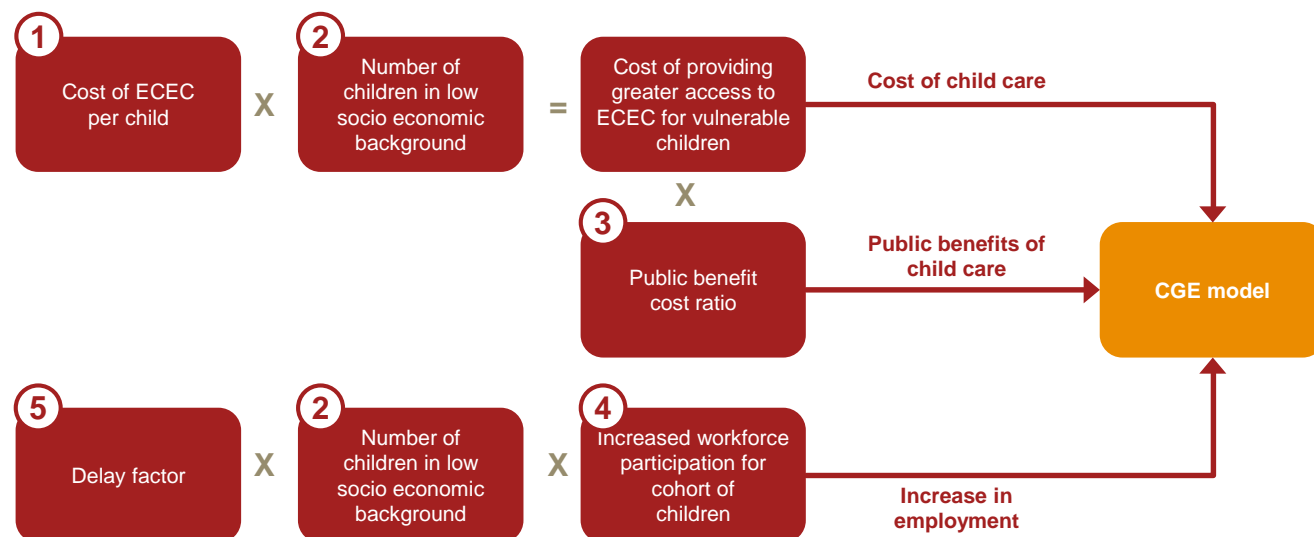 1
Cost of ECEC
per child
X
2
Number of
children in low
socio economic
background
=
Cost of providing
greater access to
ECEC for vulnerable
children
Cost of child care
X
3
Public benefit
cost ratio
Public benefits of
child care
CGE model
5
Delay factor
X
2
Number of
children in low
socio economic
background
X
4
Increased workforce
participation for
cohort of
children
Increase in
employment